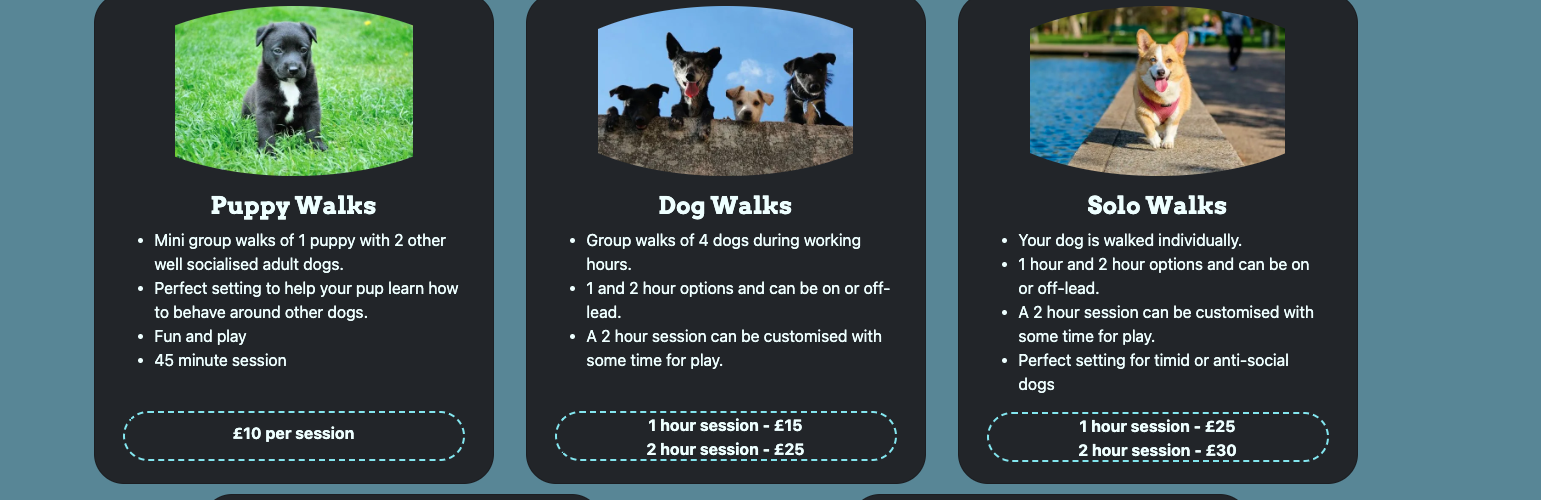 Puppy Walks
• Mini group walks of 1 puppy with 2 other
well socialised adult dogs.
• Perfect setting to help your pup learn how
to behave around other dogs.
• Fun and play
• 45 minute session
£10 per session
Dog Walks
• Group walks of 4 dogs during working
hours.
• 1 and 2 hour options and can be on or off-
lead.
• A 2 hour session can be customised with
some time for play.
1 hour session - £15
2 hour session - £25
Solo Walks
• Your dog is walked individually.
• 1 hour and 2 hour options and can be on
or off-lead.
• A 2 hour session can be customised with
some time for play.
• Perfect setting for timid or anti-social
dogs
1 hour session - £25
2 hour session - £30